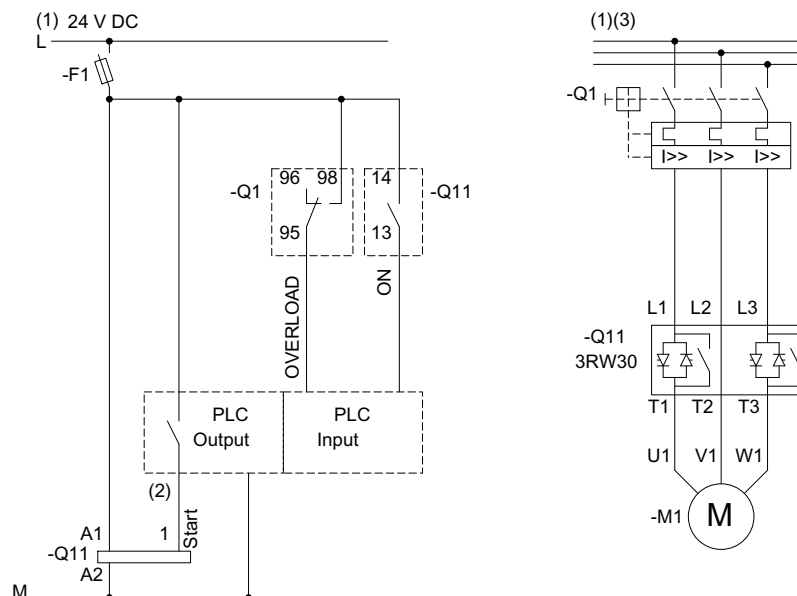 (1) 24 V DC
L
-F1
-Q1
96 98
95
14
13
-Q11
OVERLOAD
ON
PLC
Output
PLC
Input
(2)
A1
1
Start
-Q11
A2
M
(1)(3)
-Q1
I>> I>> I>>
L1 L2 L3
-Q11
3RW30
T1 T2 T3
U1 V1 W1
-M1
M